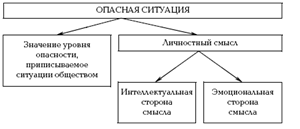 ОПАСНАЯ СИТУАЦИЯ
Значение уровня
опасности,
приписываемое
ситуации обществом
Личностный смысл
Интеллектуальная
сторона
смысла
Эмоциональная
сторона
смысла